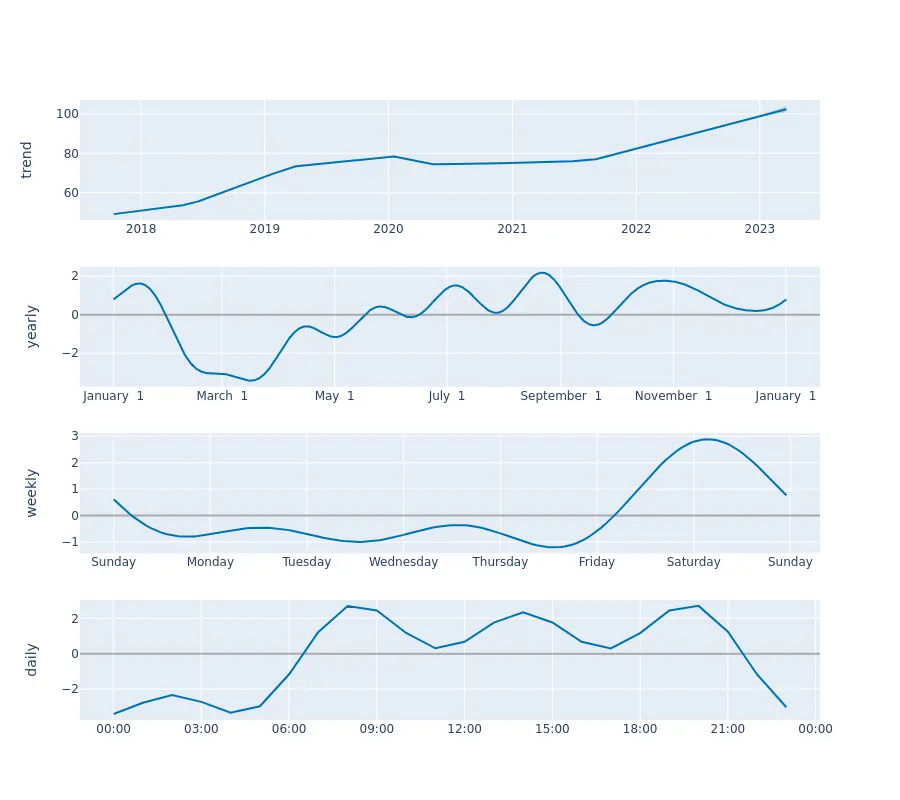 trend
100
80
60
2018 2019 2020 2021 2022 2023
yearly
2
0
−2
January 1 March 1 May 1 July 1 September 1 November 1 January 1
weekly
3
2
1
0
−1
Sunday Monday Tuesday Wednesday Thursday Friday Saturday Sunday
daily
2
0
−2
00:00 03:00 06:00 09:00 12:00 15:00 18:00 21:00 00:00